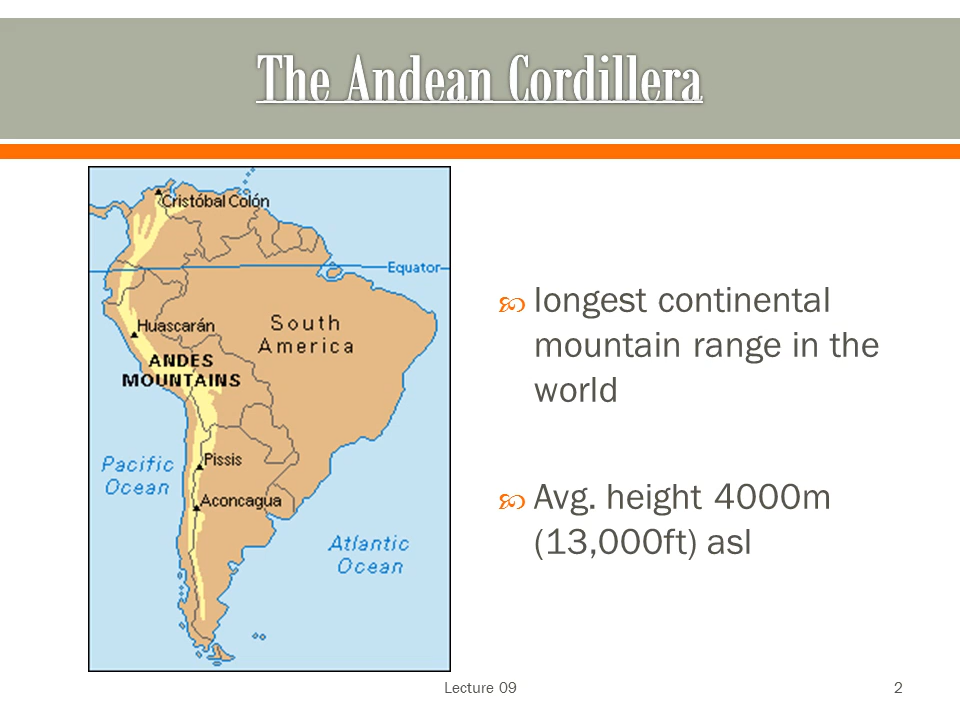 The Andean Cordillera
Cristóbal Colón
Equator
Huascarán
South
America
ANDES
MOUNTAINS
Pissis
Pacific
Ocean
Aconcagua
Atlantic
Ocean
longest continental
mountain range in the
world
Avg. height 4000m
(13,000ft) asl
Lecture 09
2